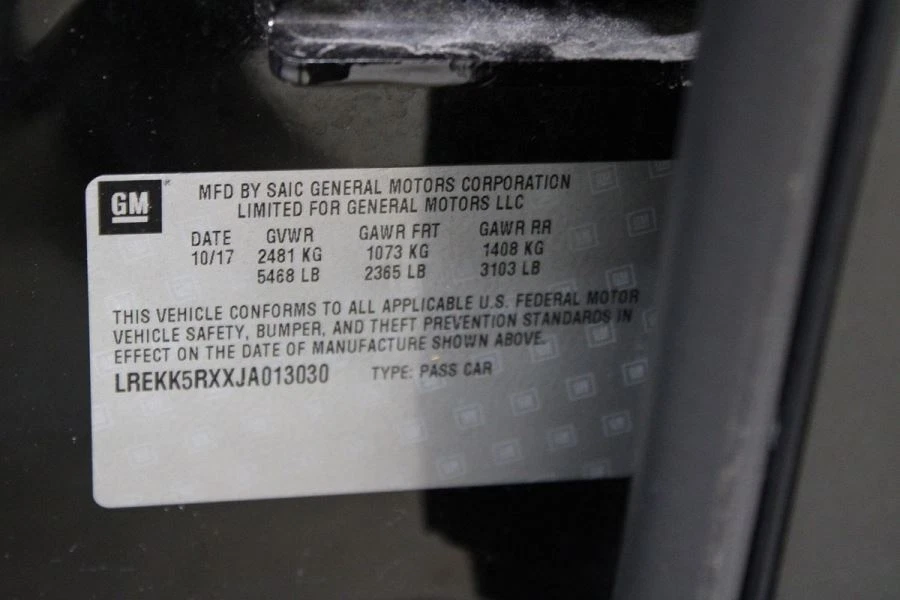 GM
MFD BY SAIC GENERAL MOTORS CORPORATION
LIMITED FOR GENERAL MOTORS LLC
DATE GVWR GAWR FRT GAWR RR
10/17 2481 KG 1073 KG 1408 KG
5468 LB 2365 LB 3103 LB
THIS VEHICLE CONFORMS TO ALL APPLICABLE U.S. FEDERAL MOTOR
VEHICLE SAFETY, BUMPER, AND THEFT PREVENTION STANDARDS IN
EFFECT ON THE DATE OF MANUFACTURE SHOWN ABOVE.
LREKK5RXXJA013030 TYPE: PASS CAR